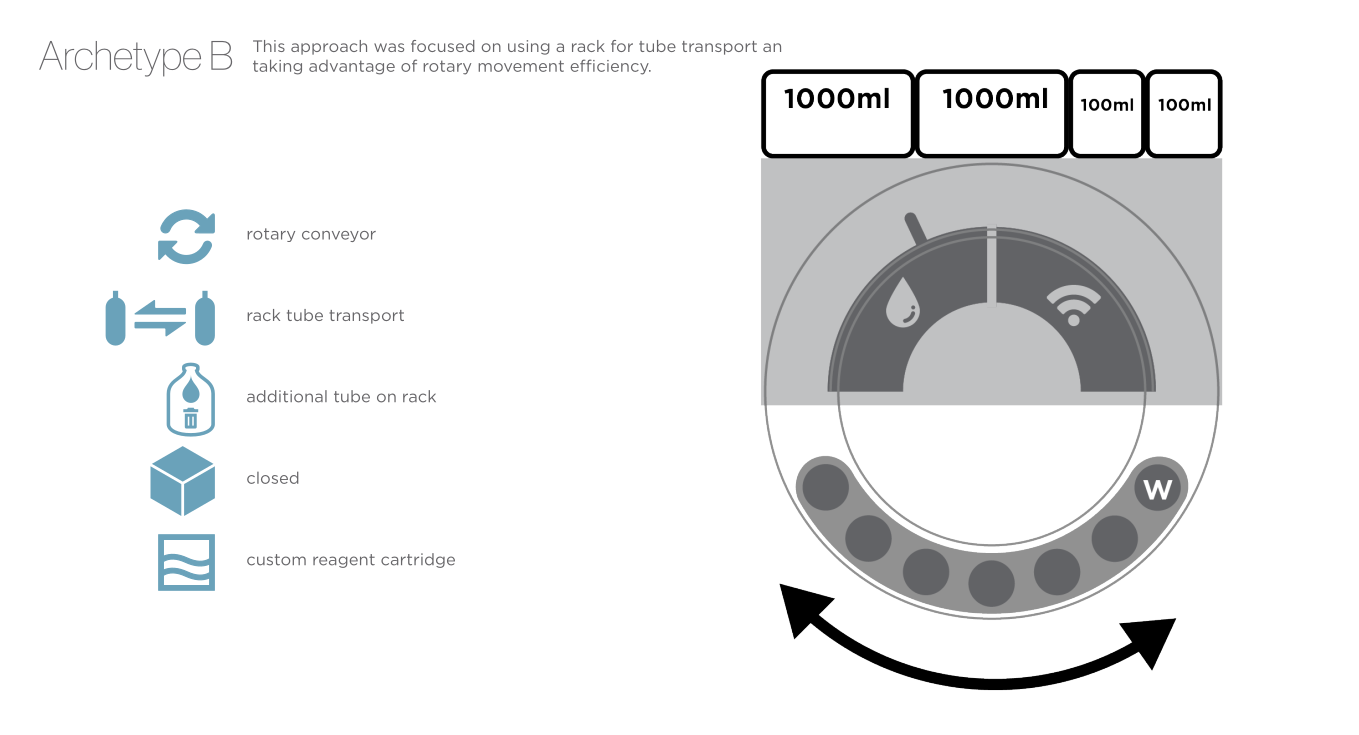 Archetype B
This approach was focused on using a rack for tube transport an
taking advantage of rotary movement efficiency.
1000ml
1000ml
100ml
100ml
rotary conveyor
rack tube transport
additional tube on rack
closed
custom reagent cartridge
W